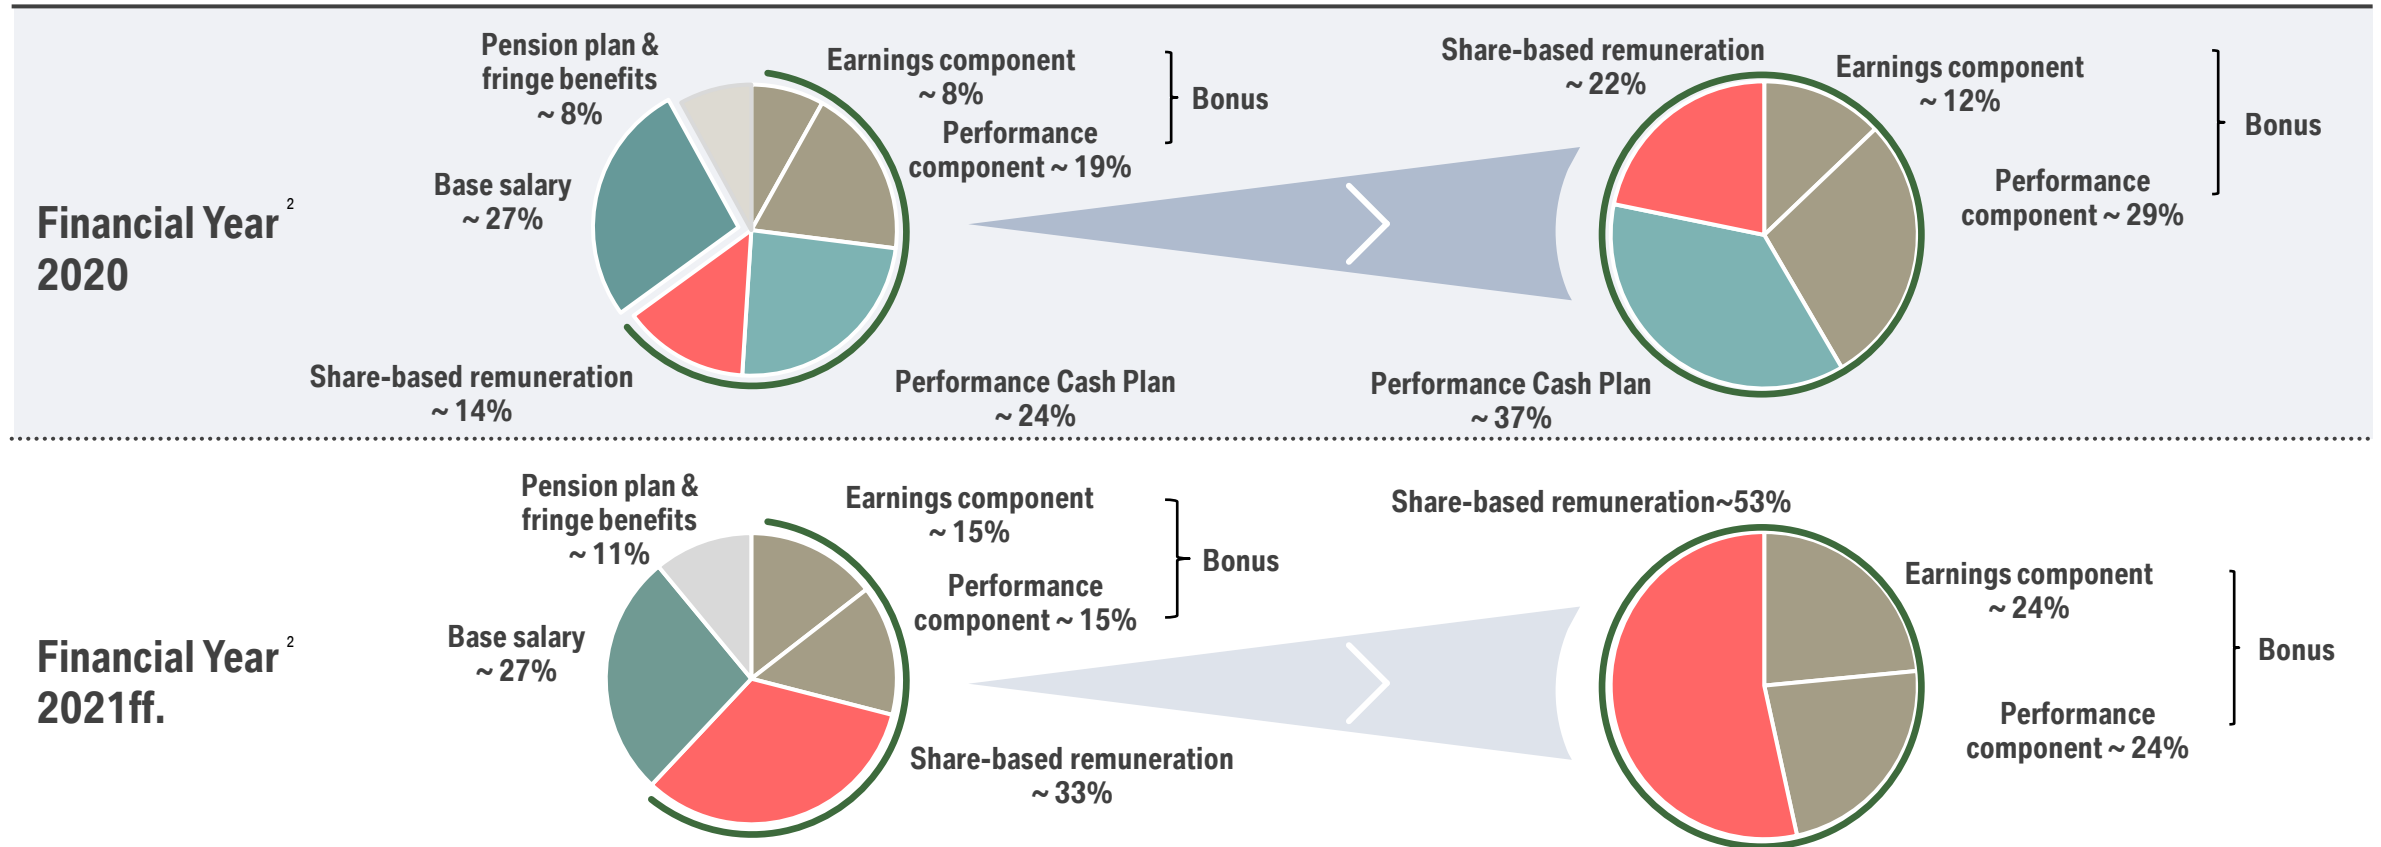 Financial Year 2
2020
Pension plan &
fringe benefits
~ 8%
Base salary
~ 27%
Share-based remuneration
~ 14%
Earnings component
~ 8%
Performance
component ~ 19%
Bonus
Performance Cash Plan
~ 24%
Share-based remuneration
~ 22%
Earnings component
~ 12%
Performance
component ~ 29%
Bonus
Performance Cash Plan
~ 37%
Financial Year 2
2021ff.
Pension plan &
fringe benefits
~ 11%
Base salary
~ 27%
Earnings component
~ 15%
Performance
component ~ 15%
Bonus
Share-based remuneration
~ 33%
Share-based remuneration~53%
Earnings component
~ 24%
Performance
component ~ 24%
Bonus